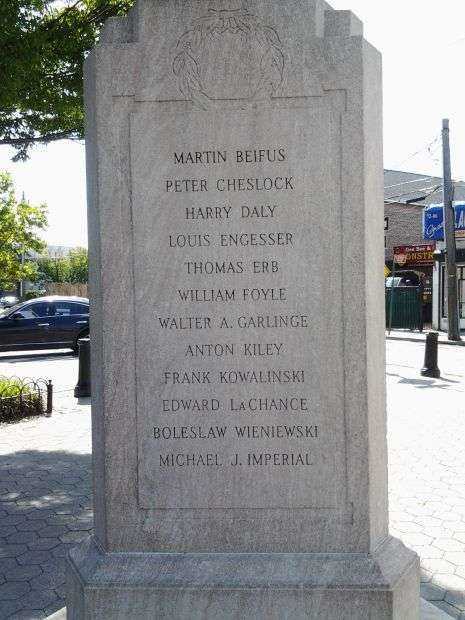 MARTIN BEIFUS
PETER CHESLOCK
HARRY DALY
LOUIS ENGESSER
THOMAS ERB
WILLIAM FOYLE
WALTER A. GARLINGE
ANTON KILEY
FRANK KOWALINSKI
EDWARD LACHANCE
BOLESLAW WIENIEWSKI
MICHAEL J. IMPERIAL